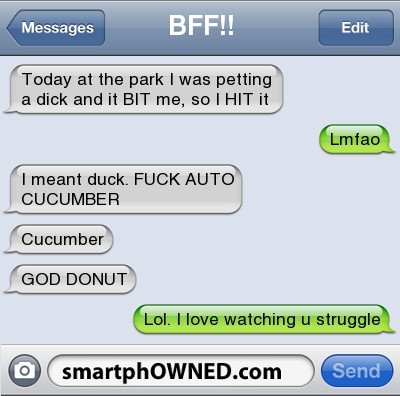 Messages
BFF!!
Edit
Today at the park I was petting
a dick and it BIT me, so I HIT it
Lmfao
I meant duck. FUCK AUTO
CUCUMBER
Cucumber
GOD DONUT
Lol. I love watching u struggle
smartphOWNED.com
Send